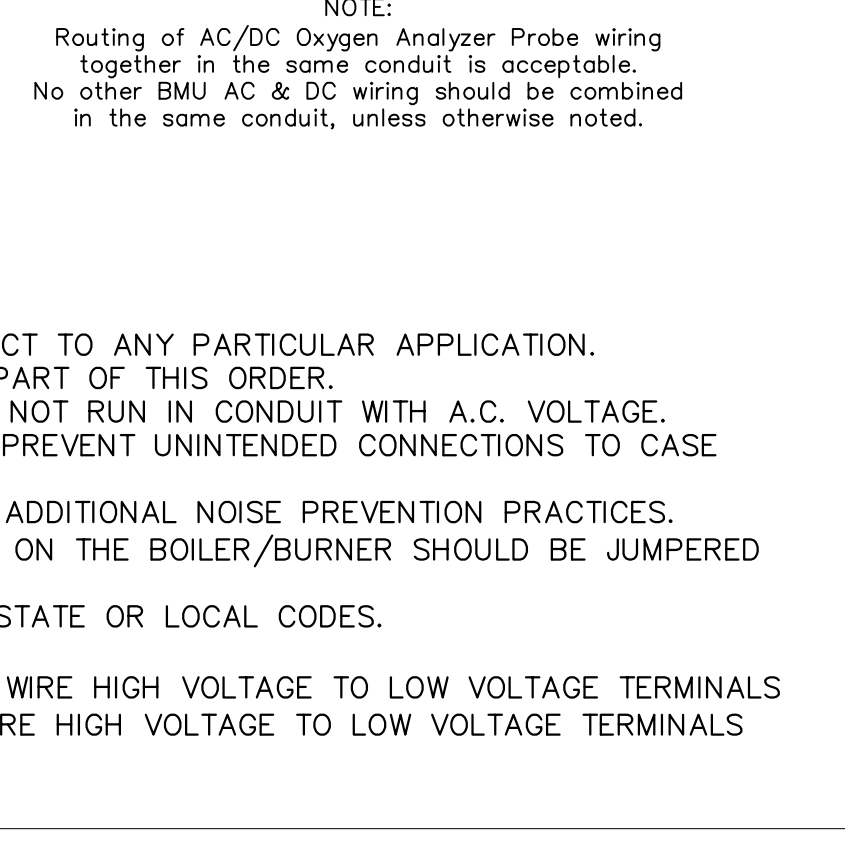 NOTE:
Routing of AC/DC Oxygen Analyzer Probe wiring
together in the same conduit is acceptable.
No other BMU AC & DC wiring should be combined
in the same conduit, unless otherwise noted.
CT TO ANY PARTICULAR APPLICATION.
PART OF THIS ORDER.
NOT RUN IN CONDUIT WITH A.C. VOLTAGE.
PREVENT UNINTENDED CONNECTIONS TO CASE
ADDITIONAL NOISE PREVENTION PRACTICES.
ON THE BOILER/BURNER SHOULD BE JUMPERED
STATE OR LOCAL CODES.
WIRE HIGH VOLTAGE TO LOW VOLTAGE TERMINALS
RE HIGH VOLTAGE TO LOW VOLTAGE TERMINALS